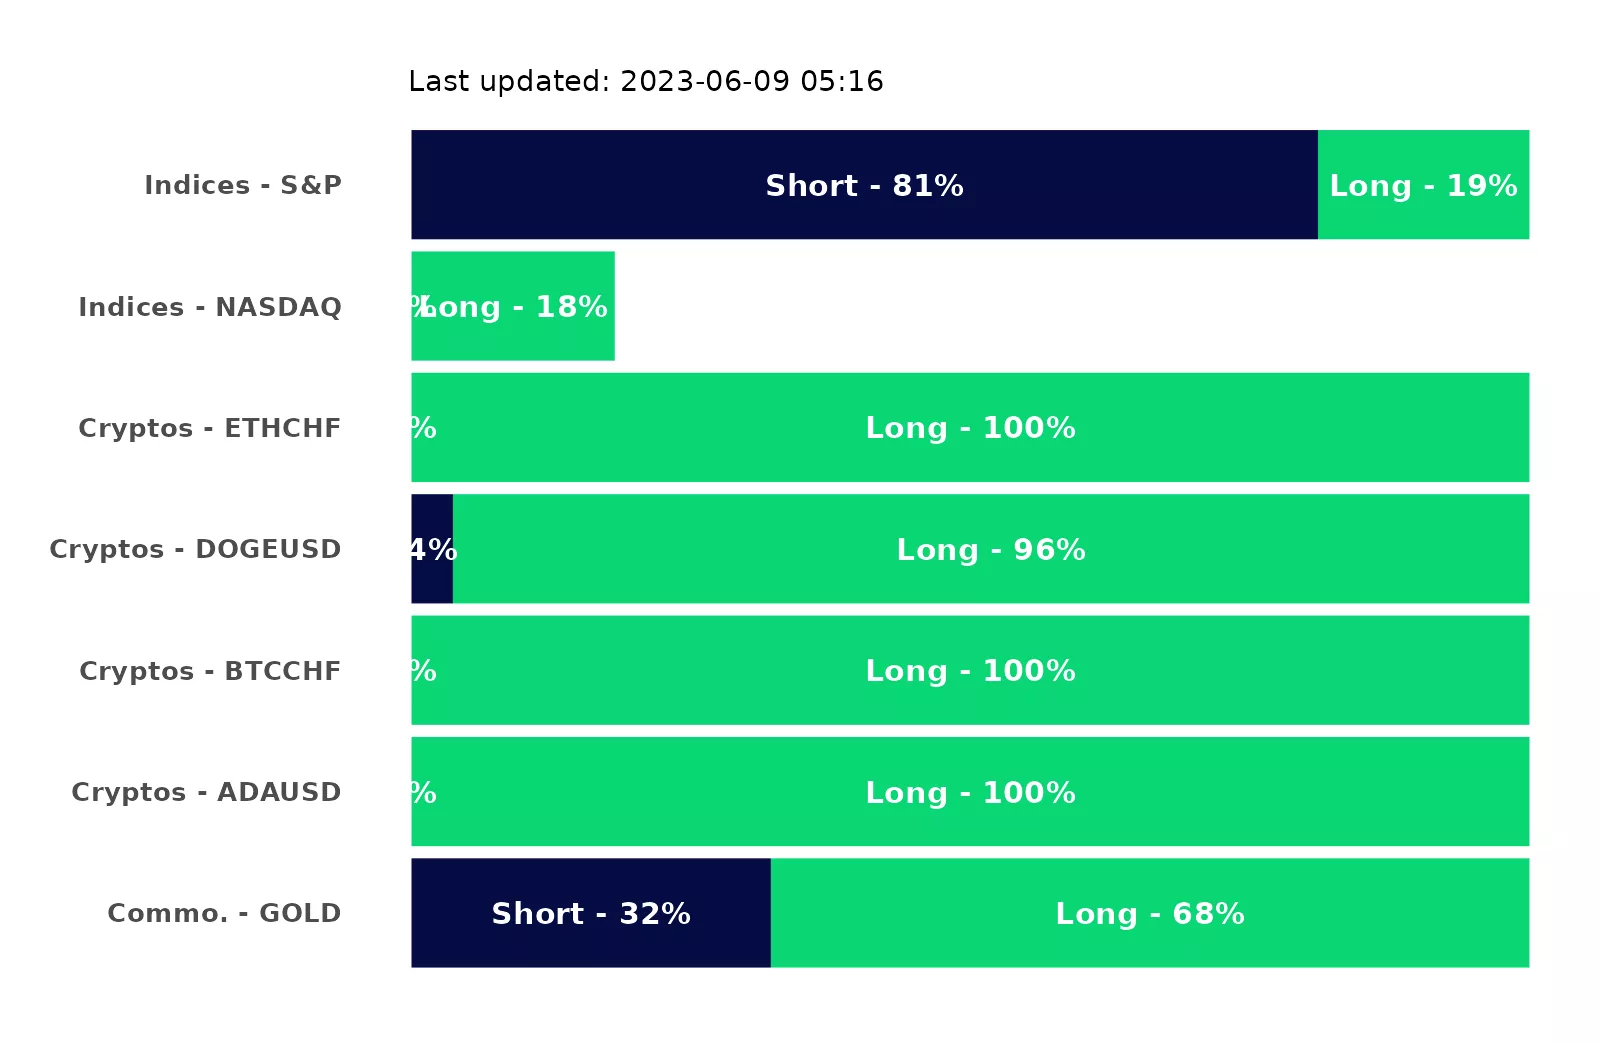 Last updated: 2023-06-09 05:16
Indices - S&P Short - 81% Long - 19%
Indices - NASDAQ % Long - 18%
Cryptos - ETHCHF % Long - 100%
Cryptos - DOGEUSD 4% Long - 96%
Cryptos - BTCCHF % Long - 100%
Cryptos - ADAUSD % Long - 100%
Commo. - GOLD Short - 32% Long - 68%